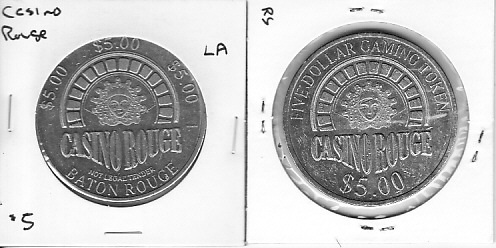 Casino
Rouge
LA
$5.00
$5.00
$5.00
CASINO ROUGE
NOT LEGAL TENDER
BATON ROUGE
$5
RG
FIVE DOLLAR GAMING TOKEN
CASINO ROUGE
$5.00